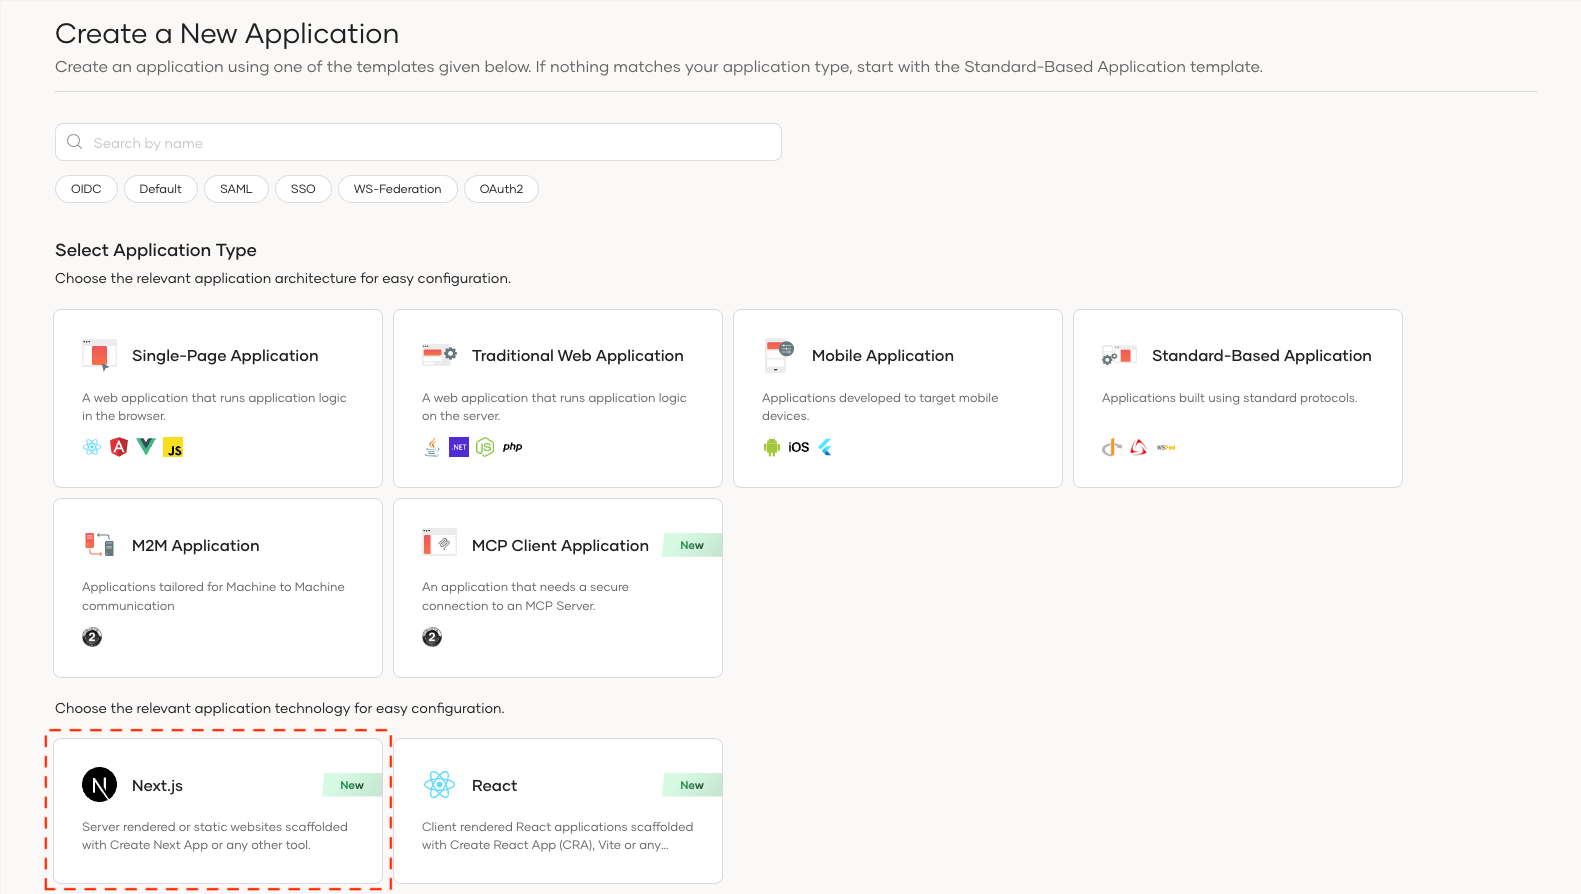 Create a New Application
Create an application using one of the templates given below. If nothing matches your application type, start with the Standard-Based Application template.
Search by name
OIDC
Default
SAML
SSO
WS-Federation
OAuth2
Select Application Type
Choose the relevant application architecture for easy configuration.
Single-Page Application
A web application that runs application logic
in the browser.
JS
Traditional Web Application
A web application that runs application logic
on the server.
.NET
JS
php
Mobile Application
Applications developed to target mobile
devices.
iOS
Standard-Based Application
Applications built using standard protocols.
WSFed
M2M Application
Applications tailored for Machine to Machine
communication
2
MCP Client Application
New
An application that needs a secure
connection to an MCP Server.
2
Choose the relevant application technology for easy configuration.
Next.js
New
Server rendered or static websites scaffolded
with Create Next App or any other tool.
React
New
Client rendered React applications scaffolded
with Create React App (CRA), Vite or any...